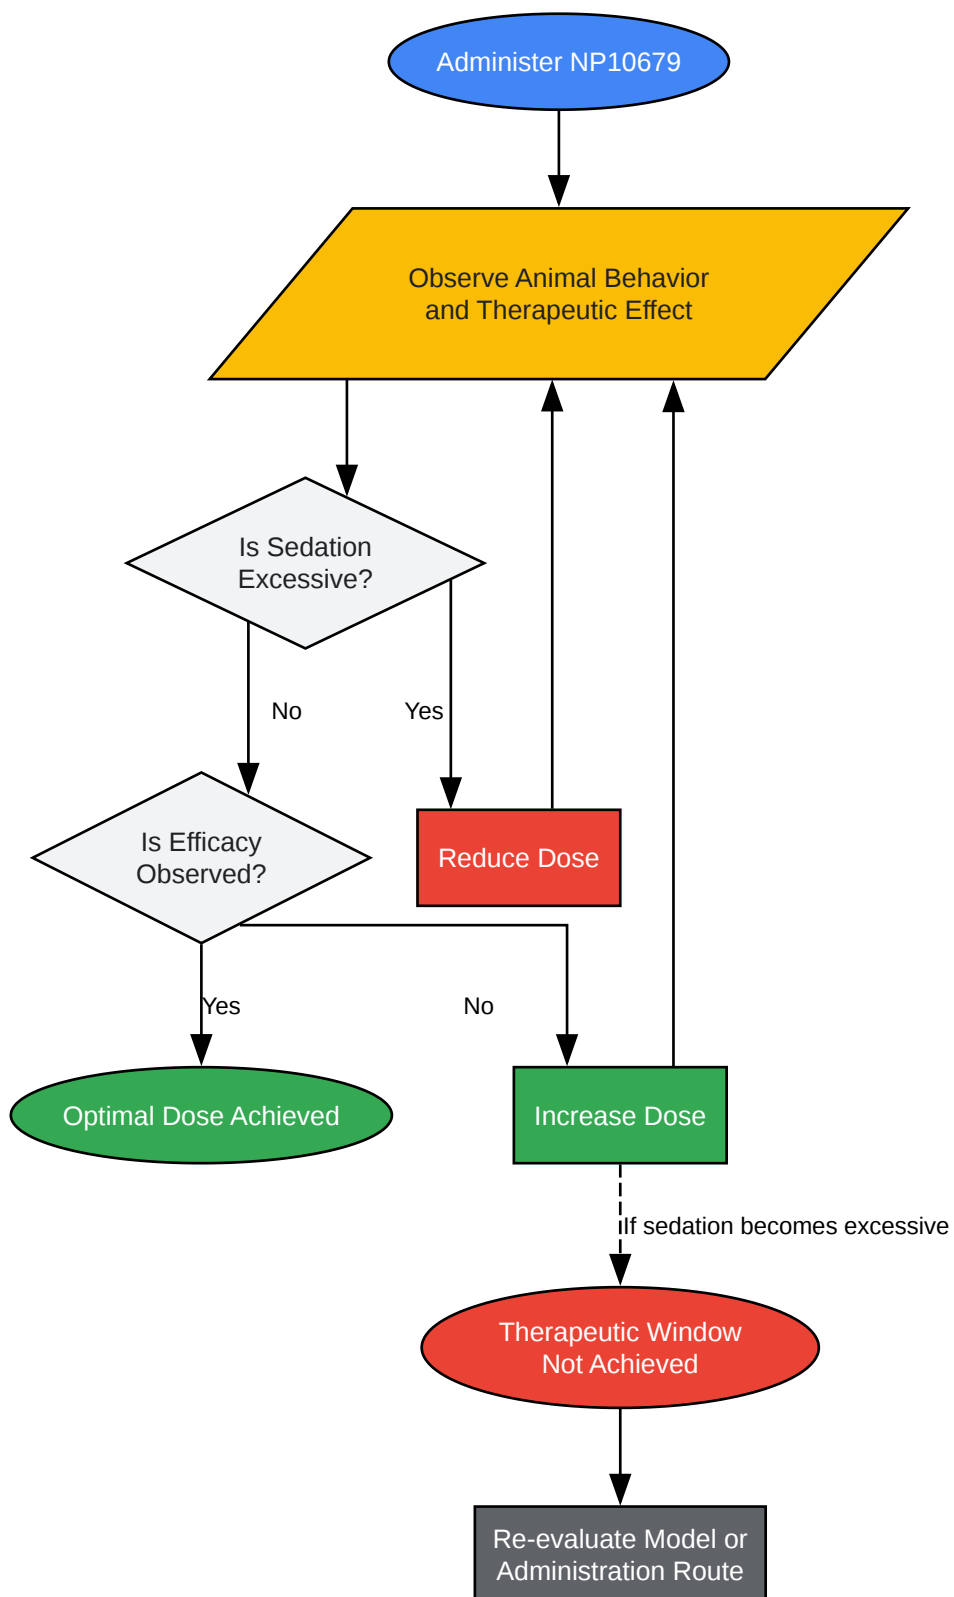 Administer NP10679
Observe Animal Behavior
and Therapeutic Effect
Is Sedation
Excessive?
No
Yes
Is Efficacy
Observed?
Reduce Dose
Yes
No
Optimal Dose Achieved
Increase Dose
If sedation becomes excessive
Therapeutic Window
Not Achieved
Re-evaluate Model or
Administration Route